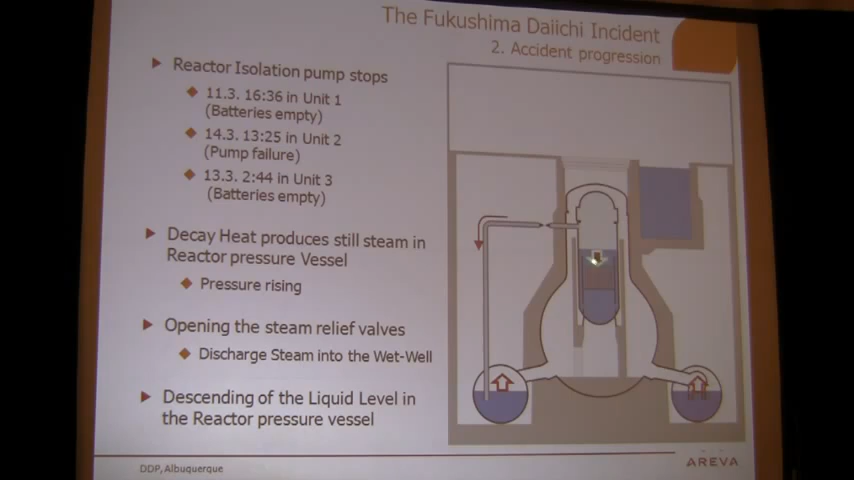 The Fukushima Daiichi Incident
2. Accident progression
Reactor Isolation pump stops
11.3. 16:36 in Unit 1
(Batteries empty)
14.3. 13:25 in Unit 2
(Pump failure)
13.3. 2:44 in Unit 3
(Batteries empty)
Decay Heat produces still steam in
Reactor pressure Vessel
Pressure rising
Opening the steam relief valves
Discharge Steam into the Wet-Well
Descending of the Liquid Level in
the Reactor pressure vessel
DDP, Albuquerque
AREVA